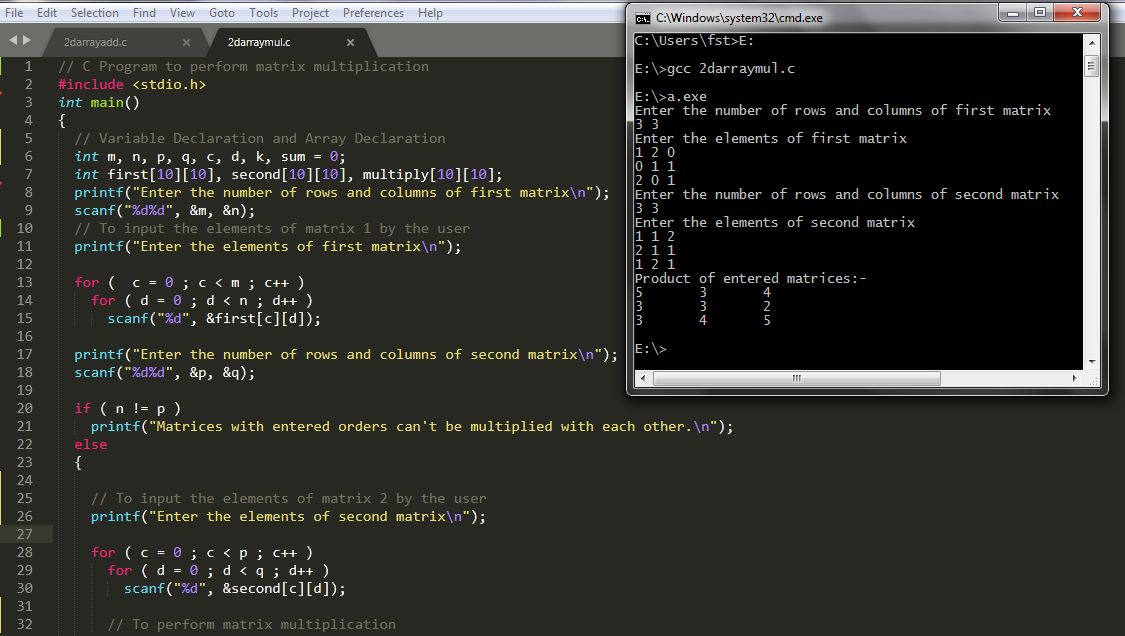 File Edit Selection Find View Goto Tools Project Preferences Help
2darrayadd.c 2darraymul.c
1 // C Program to perform matrix multiplication
2 #include <stdio.h>
3 int main()
4 {
5 // Variable Declaration and Array Declaration
6 int m, n, p, q, c, d, k, sum = 0;
7 int first[10][10], second[10][10], multiply[10][10];
8 printf("Enter the number of rows and columns of first matrix\n");
9 scanf("%d%d", &m, &n);
10 // To input the elements of matrix 1 by the user
11 printf("Enter the elements of first matrix\n");
12
13 for (  c = 0 ; c < m ; c++ )
14 for ( d = 0 ; d < n ; d++ )
15 scanf("%d", &first[c][d]);
16
17 printf("Enter the number of rows and columns of second matrix\n");
18 scanf("%d%d", &p, &q);
19
20 if ( n != p )
21 printf("Matrices with entered orders can't be multiplied with each other.\n");
22 else
23 {
24
25 // To input the elements of matrix 2 by the user
26 printf("Enter the elements of second matrix\n");
27
28 for ( c = 0 ; c < p ; c++ )
29 for ( d = 0 ; d < q ; d++ )
30 scanf("%d", &second[c][d]);
31
32 // To perform matrix multiplication
C:\Windows\system32\cmd.exe
C:\Users\fst>E:
E:\>gcc 2darraymul.c
E:\>a.exe
Enter the number of rows and columns of first matrix
3 3
Enter the elements of first matrix
1 2 0
0 1 1
2 0 1
Enter the number of rows and columns of second matrix
3 3
Enter the elements of second matrix
1 1 2
2 1 1
1 2 1
Product of entered matrices:-
5 3 4
3 3 2
3 4 5
E:\>